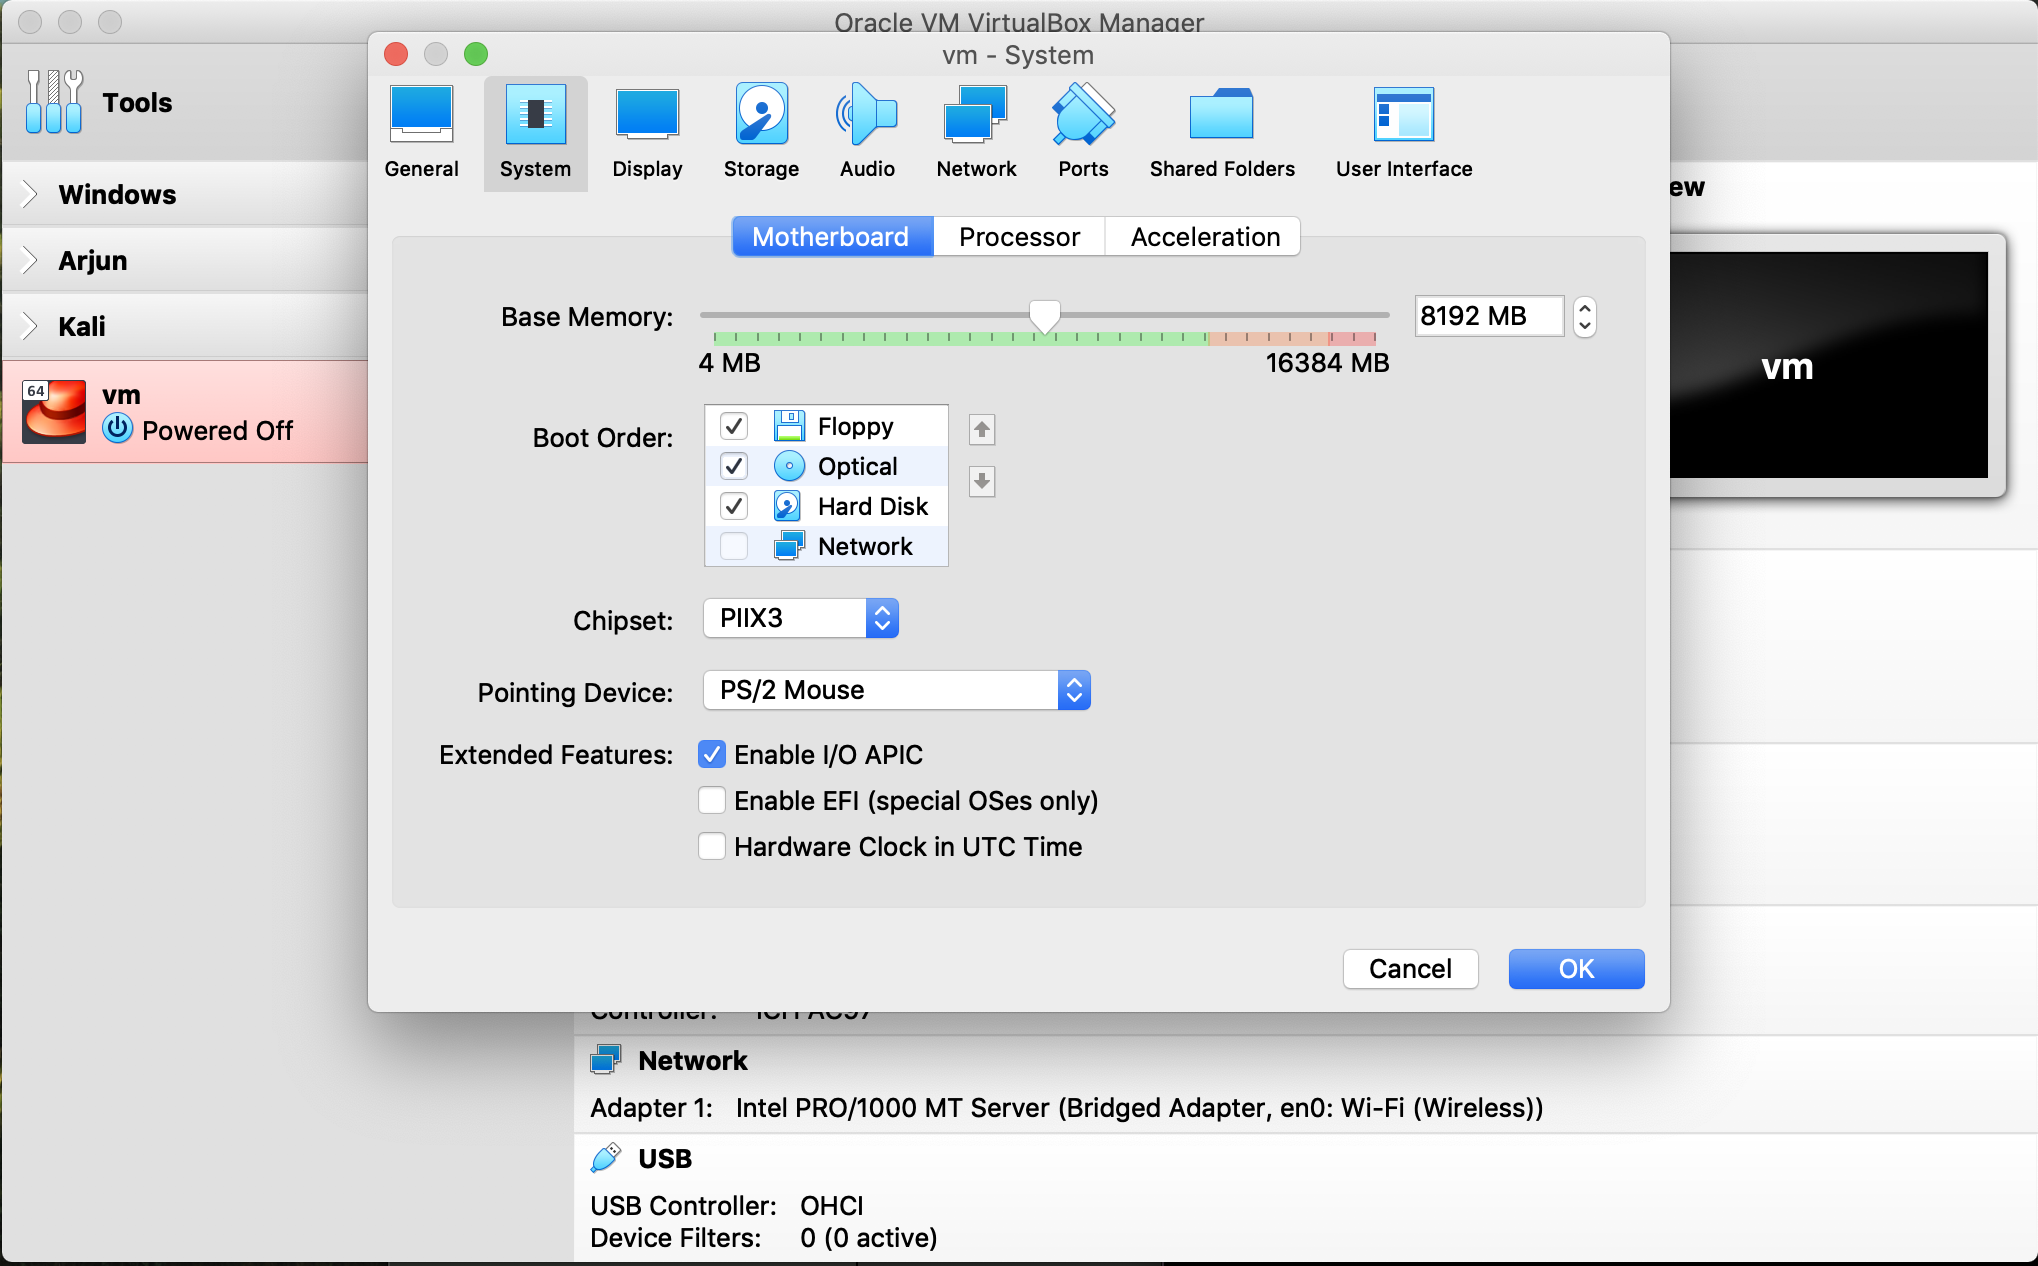 Oracle VM VirtualBox Manager
vm - System
Tools
General
System
Display
Storage
Audio
Network
Ports
Shared Folders
User Interface
Windows
Arjun
Kali
64
vm
Powered Off
ew
vm
Motherboard
Processor
Acceleration
Base Memory:
8192 MB
4 MB
16384 MB
Boot Order:
Floppy
Optical
Hard Disk
Network
Chipset:
PIIX3
Pointing Device:
PS/2 Mouse
Extended Features:
Enable I/O APIC
Enable EFI (special OSes only)
Hardware Clock in UTC Time
Cancel
OK
Controller: ICH AC97
Network
Adapter 1: Intel PRO/1000 MT Server (Bridged Adapter, en0: Wi-Fi (Wireless))
USB
USB Controller: OHCI
Device Filters: 0 (0 active)